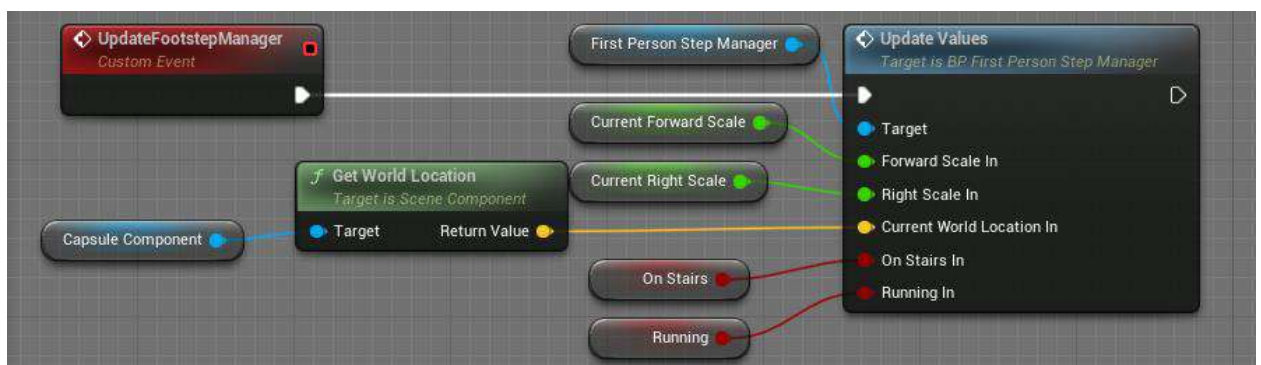 UpdateFootstepManager
Custom Event
First Person Step Manager
Update Values
Target is BP First Person Step Manager
Current Forward Scale
Target
Forward Scale In
f Get World Location
Target is Scene Component
Current Right Scale
Right Scale In
Capsule Component
Target
Return Value
Current World Location In
On Stairs
On Stairs In
Running In
Running